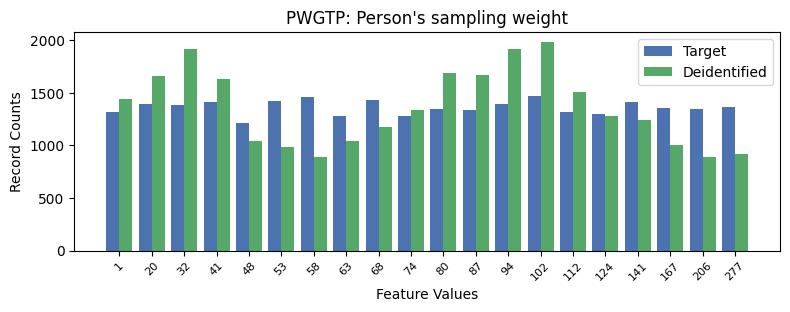 PWGTP: Person's sampling weight
Target
Deidentified
Record Counts
2000
1500
1000
500
0
1 20 32 41 48 53 58 63 68 74 80 87 94 102 112 124 141 167 206 277
Feature Values